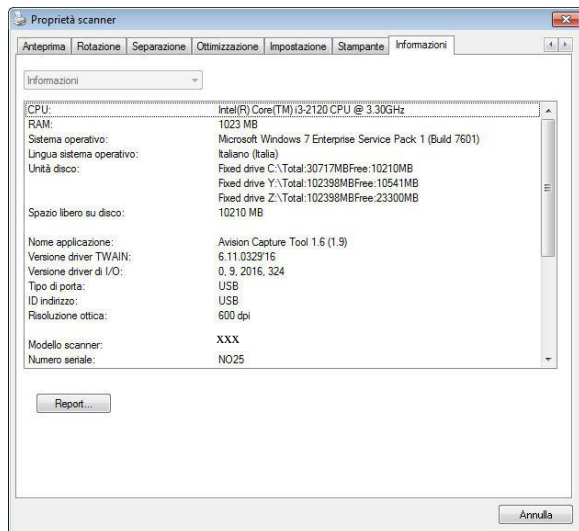 Proprietà scanner
Anteprima Rotazione Separazione Ottimizzazione Impostazione Stampante Informazioni
Informazioni
CPU: Intel(R) Core(TM) i3-2120 CPU @ 3.30GHz
RAM: 1023 MB
Sistema operativo: Microsoft Windows 7 Enterprise Service Pack 1 (Build 7601)
Lingua sistema operativo: Italiano (Italia)
Unità disco: Fixed drive C:\Total:30717MBFree:10210MB
Fixed drive Y:\Total:102398MBFree:10541MB
Fixed drive Z:\Total:102398MBFree:23300MB
Spazio libero su disco: 10210 MB
Nome applicazione: Avision Capture Tool 1.6 (1.9)
Versione driver TWAIN: 6.11.0329'16
Versione driver di I/O: 0, 9, 2016, 324
Tipo di porta: USB
ID indirizzo: USB
Risoluzione ottica: 600 dpi
Modello scanner: XXX
Numero seriale: NO25
Report...
Annulla